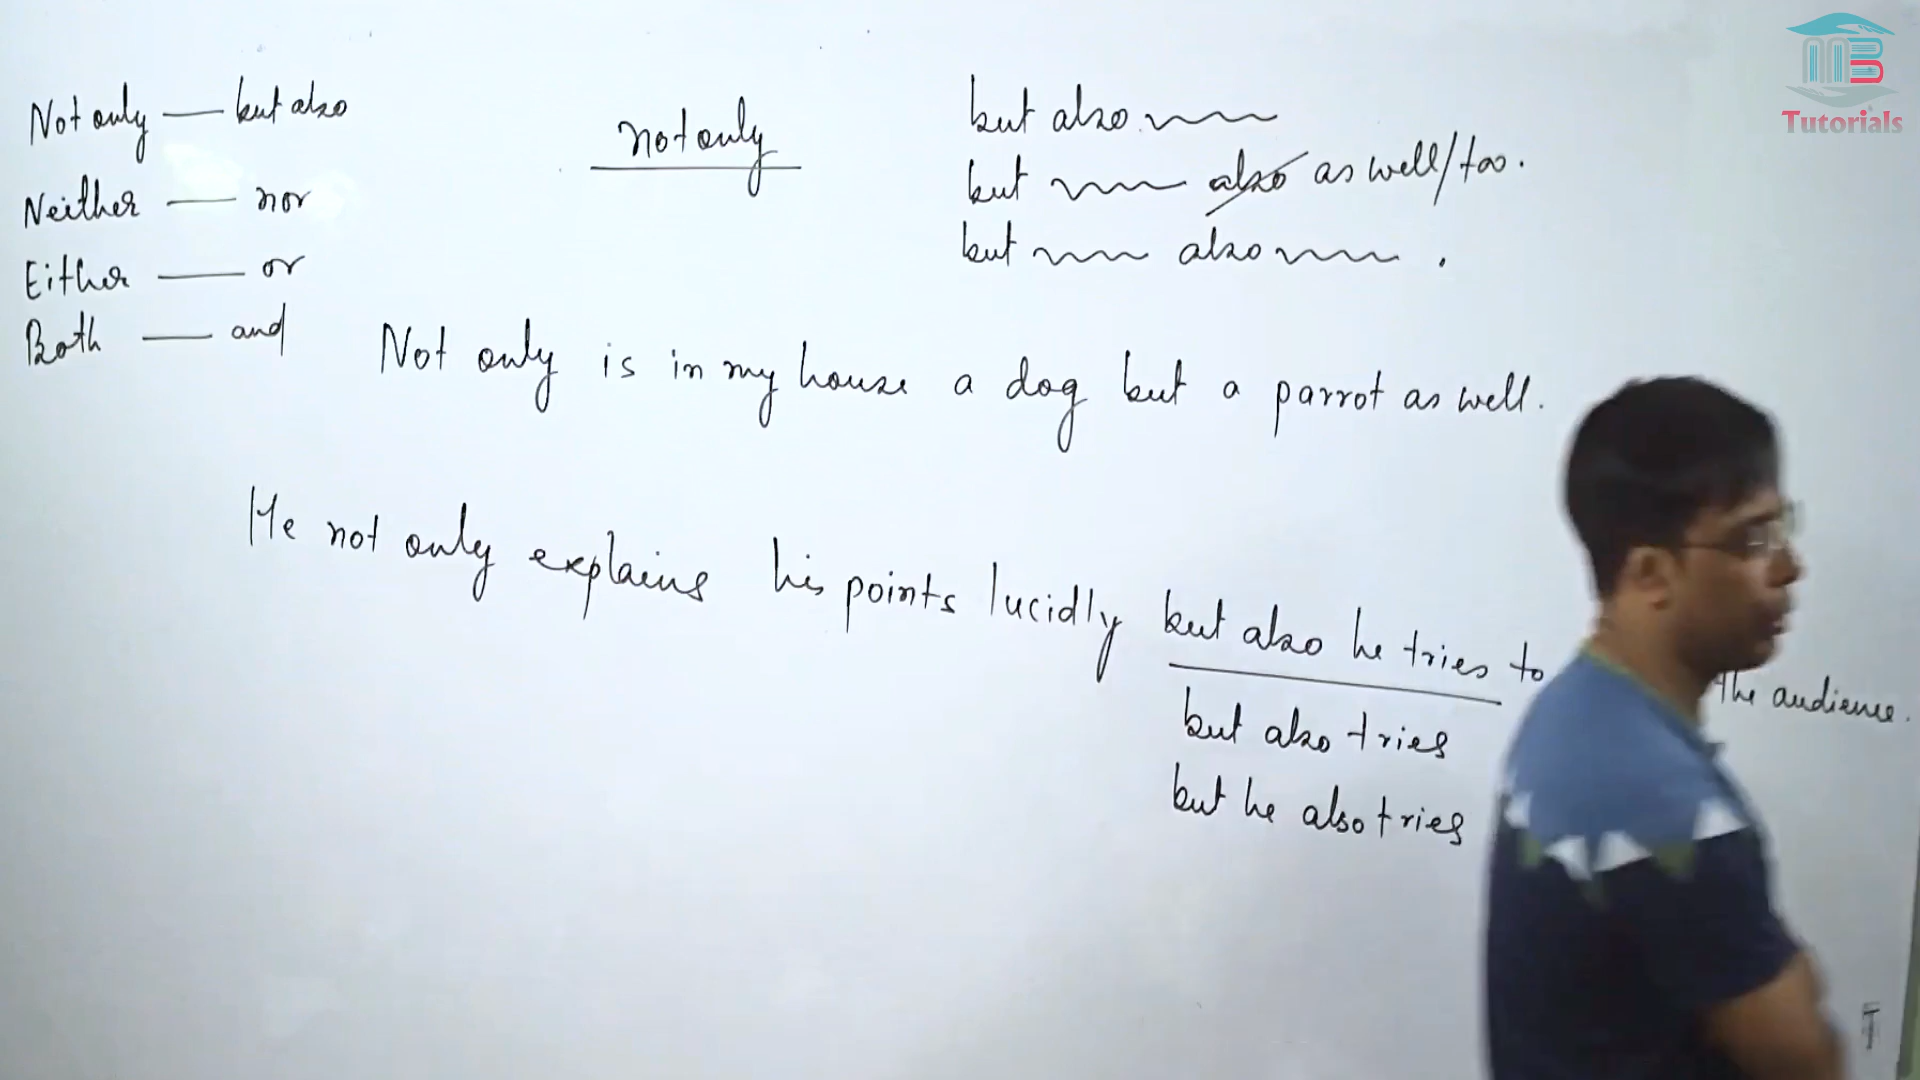 Not only — but also
Neither — nor
Either — or
Both — and
not only
but also
but also as well/too.
but also .
Not only is in my house a dog but a parrot as well.
He not only explains his points lucidly but also he tries to the audience.
but also tries
but he also tries
MB
Tutorials